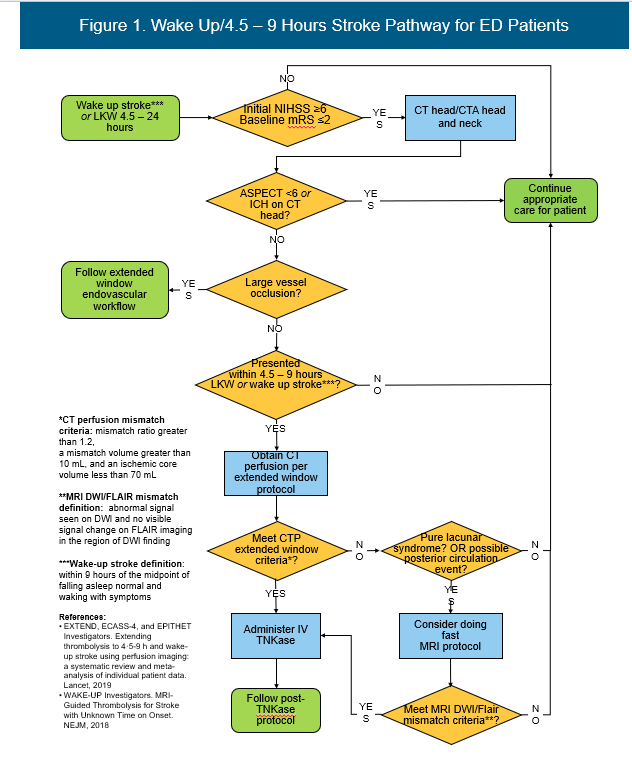 Figure 1. Wake Up/4.5 – 9 Hours Stroke Pathway for ED Patients
NO
Wake up stroke***
or LKW 4.5 – 24
hours
Initial NIHSS ≥6
Baseline mRS ≤2
YE
S
CT head/CTA head
and neck
ASPECT <6 or
ICH on CT
head?
YE
S
Continue
appropriate
care for patient
NO
Follow extended
window
endovascular
workflow
YE
S
Large vessel
occlusion?
NO
Presented
within 4.5 – 9 hours
LKW or wake up stroke***?
N
O
YES
*CT perfusion mismatch
criteria: mismatch ratio greater
than 1.2,
a mismatch volume greater than
10 mL, and an ischemic core
volume less than 70 mL
Obtain CT
perfusion per
extended window
protocol
**MRI DWI/FLAIR mismatch
definition: abnormal signal
seen on DWI and no visible
signal change on FLAIR imaging
in the region of DWI finding
Meet CTP
extended window
criteria*?
N
O
Pure lacunar
syndrome? OR possible
posterior circulation
event?
N
O
***Wake-up stroke definition:
within 9 hours of the midpoint of
falling asleep normal and
waking with symptoms
YES
YE
S
References:
• EXTEND, ECASS-4, and EPITHET
Investigators. Extending
thrombolysis to 4·5-9 h and wake-
up stroke using perfusion imaging:
a systematic review and meta-
analysis of individual patient data.
Lancet, 2019
• WAKE-UP Investigators. MRI-
Guided Thrombolysis for Stroke
with Unknown Time on Onset.
NEJM, 2018
Administer IV
TNKase
Consider doing
fast
MRI protocol
Follow post-
TNKase
protocol
YE
S
Meet MRI DWI/Flair
mismatch criteria**?
N
O